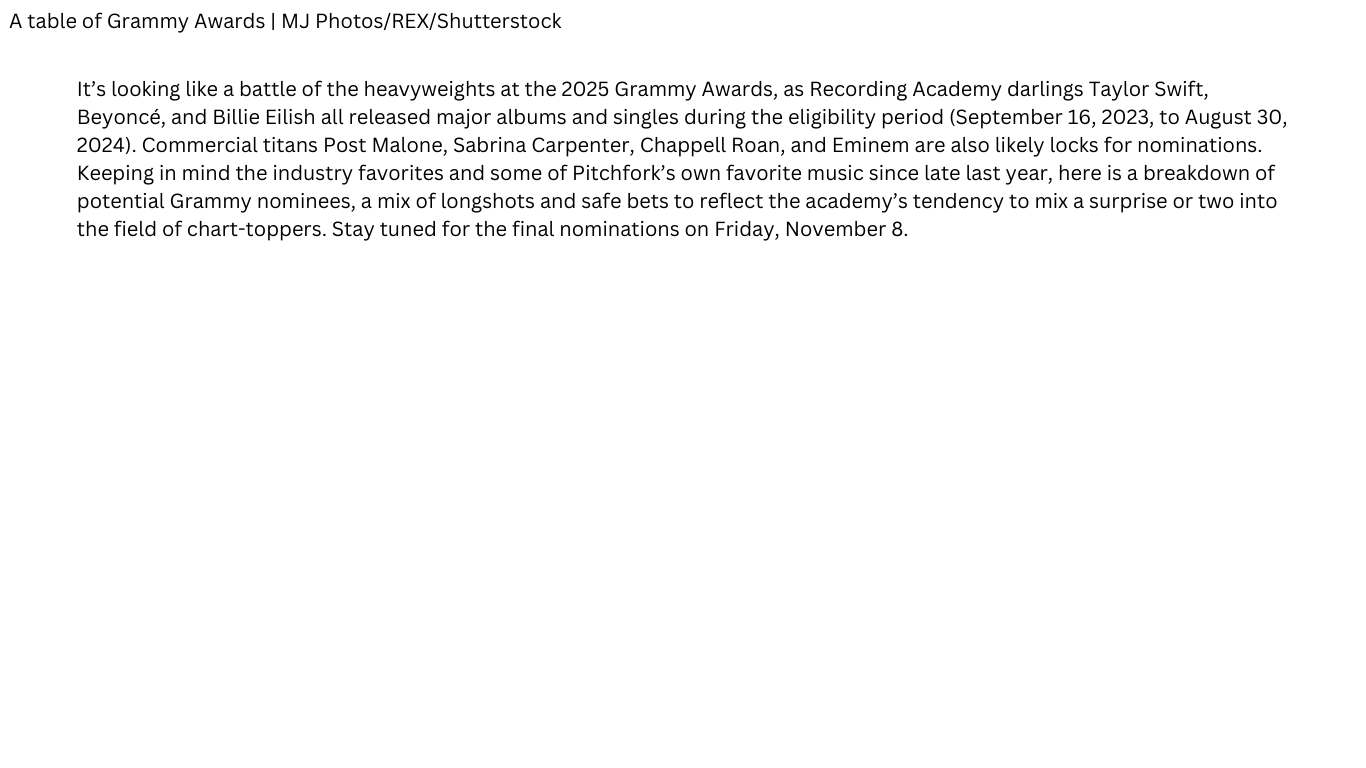 A table of Grammy Awards | MJ Photos/REX/Shutterstock
It’s looking like a battle of the heavyweights at the 2025 Grammy Awards, as Recording Academy darlings Taylor Swift,
Beyoncé, and Billie Eilish all released major albums and singles during the eligibility period (September 16, 2023, to August 30,
2024). Commercial titans Post Malone, Sabrina Carpenter, Chappell Roan, and Eminem are also likely locks for nominations.
Keeping in mind the industry favorites and some of Pitchfork’s own favorite music since late last year, here is a breakdown of
potential Grammy nominees, a mix of longshots and safe bets to reflect the academy’s tendency to mix a surprise or two into
the field of chart-toppers. Stay tuned for the final nominations on Friday, November 8.